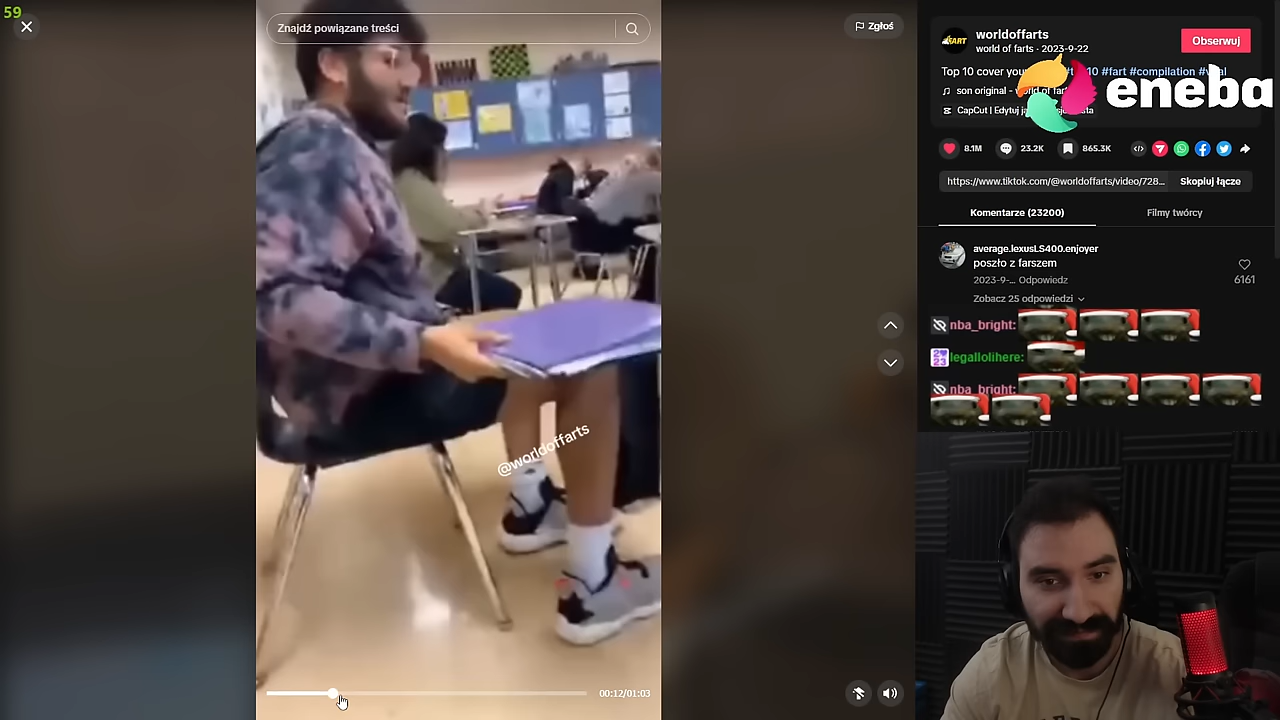 59
Znajdź powiązane treści
Zgłoś
@worldoffarts
00:12/01:03
FART
worldoffarts
world of farts · 2023-9-22
Obserwuj
Top 10 cover #fart #compilation
eneba
son original -
CapCut | Edytuj
8.1M
23.2K
865.3K
https://www.tiktok.com/@worldoffarts/video/728...
Skopiuj łącze
Komentarze (23200)
Filmy twórcy
average.lexusLS400.enjoyer
poszło z farszem
2023-9-... Odpowiedz
6161
Zobacz 25 odpowiedzi
nba_bright:
legallolihere:
nba_bright: